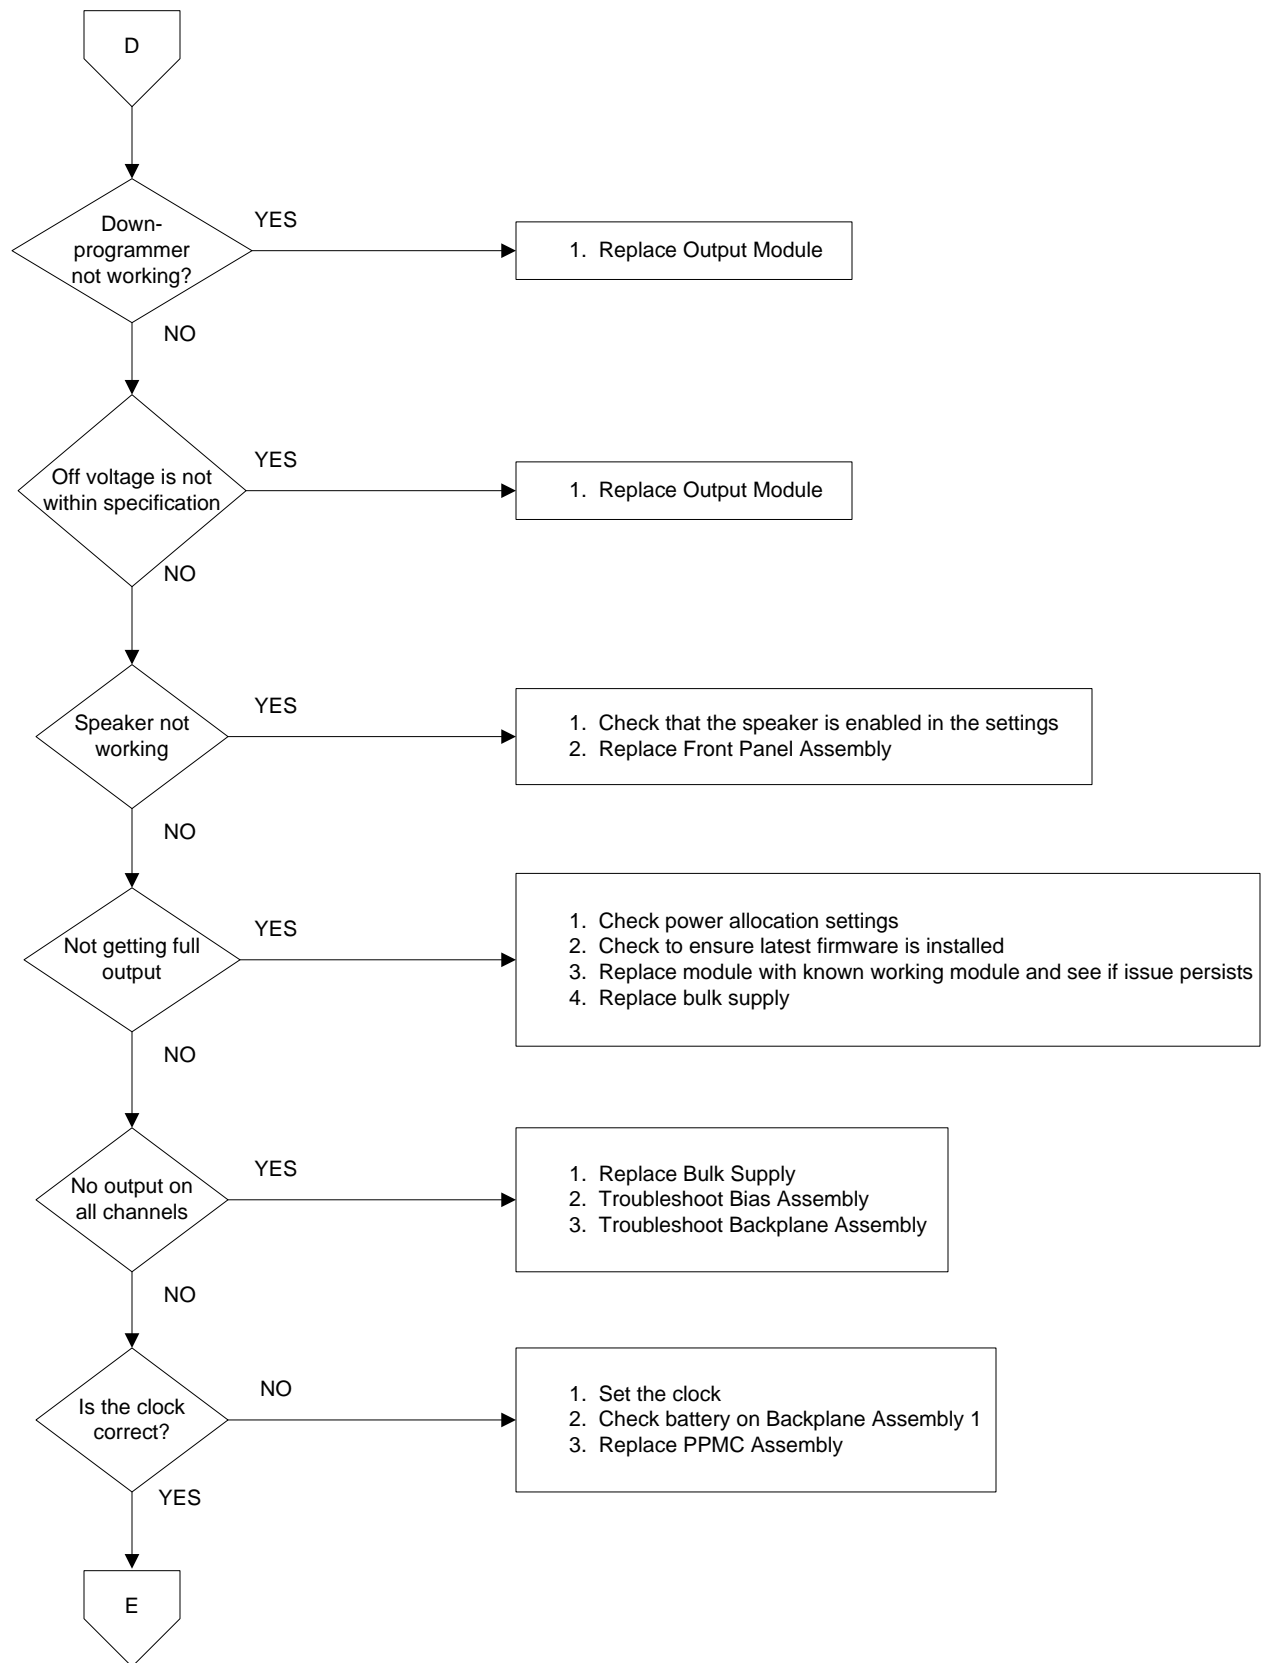 D
Down-
programmer
not working?
YES
1. Replace Output Module
NO
Off voltage is not
within specification
YES
1. Replace Output Module
NO
Speaker not
working
YES
1. Check that the speaker is enabled in the settings
2. Replace Front Panel Assembly
NO
Not getting full
output
YES
1. Check power allocation settings
2. Check to ensure latest firmware is installed
3. Replace module with known working module and see if issue persists
4. Replace bulk supply
NO
No output on
all channels
YES
1. Replace Bulk Supply
2. Troubleshoot Bias Assembly
3. Troubleshoot Backplane Assembly
NO
Is the clock
correct?
NO
1. Set the clock
2. Check battery on Backplane Assembly 1
3. Replace PPMC Assembly
YES
E